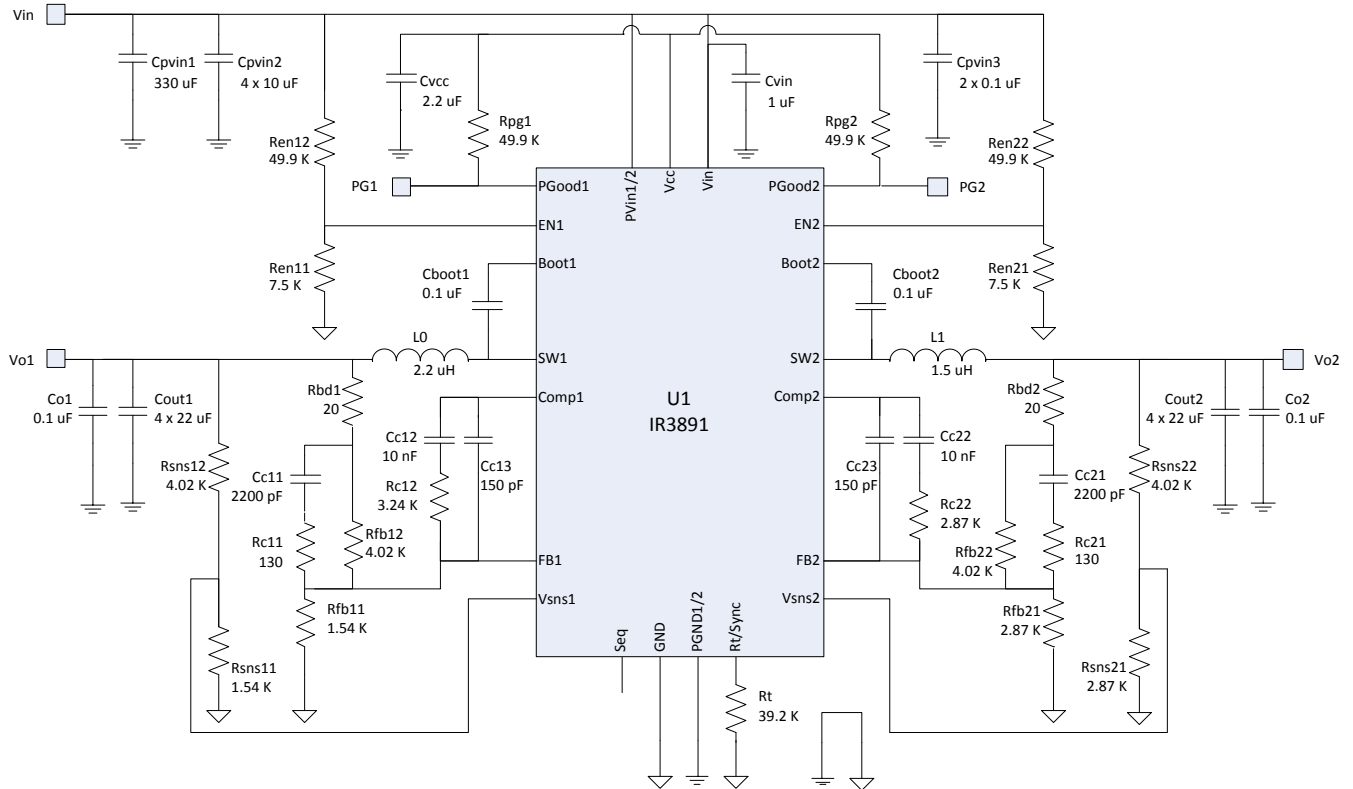 Vin
Cpvin1
330 uF
Cpvin2
4 x 10 uF
Cvcc
2.2 uF
Cvin
1 uF
Cpvin3
2 x 0.1 uF
Rpg1
49.9 K
Rpg2
49.9 K
Ren12
49.9 K
Ren22
49.9 K
PG1
PG2
PGood1
PVin1/2
Vcc
Vin
PGood2
EN1
EN2
Ren11
7.5 K
Ren21
7.5 K
Boot1
Boot2
Cboot1
0.1 uF
Cboot2
0.1 uF
Vo1
L0
2.2 uH
SW1
SW2
L1
1.5 uH
Vo2
Co1
0.1 uF
Cout1
4 x 22 uF
Rbd1
20
Comp1
U1
IR3891
Comp2
Rbd2
20
Cout2
4 x 22 uF
Co2
0.1 uF
Rsns12
4.02 K
Cc11
2200 pF
Cc12
10 nF
Cc13
150 pF
Rc12
3.24 K
Cc23
150 pF
Cc22
10 nF
Rc22
2.87 K
Cc21
2200 pF
Rsns22
4.02 K
Rc11
130
Rfb12
4.02 K
Rfb22
4.02 K
Rc21
130
FB1
FB2
Vsns1
Vsns2
Rfb11
1.54 K
Rfb21
2.87 K
Rsns11
1.54 K
Rsns21
2.87 K
Seq
GND
PGND1/2
Rt/Sync
Rt
39.2 K